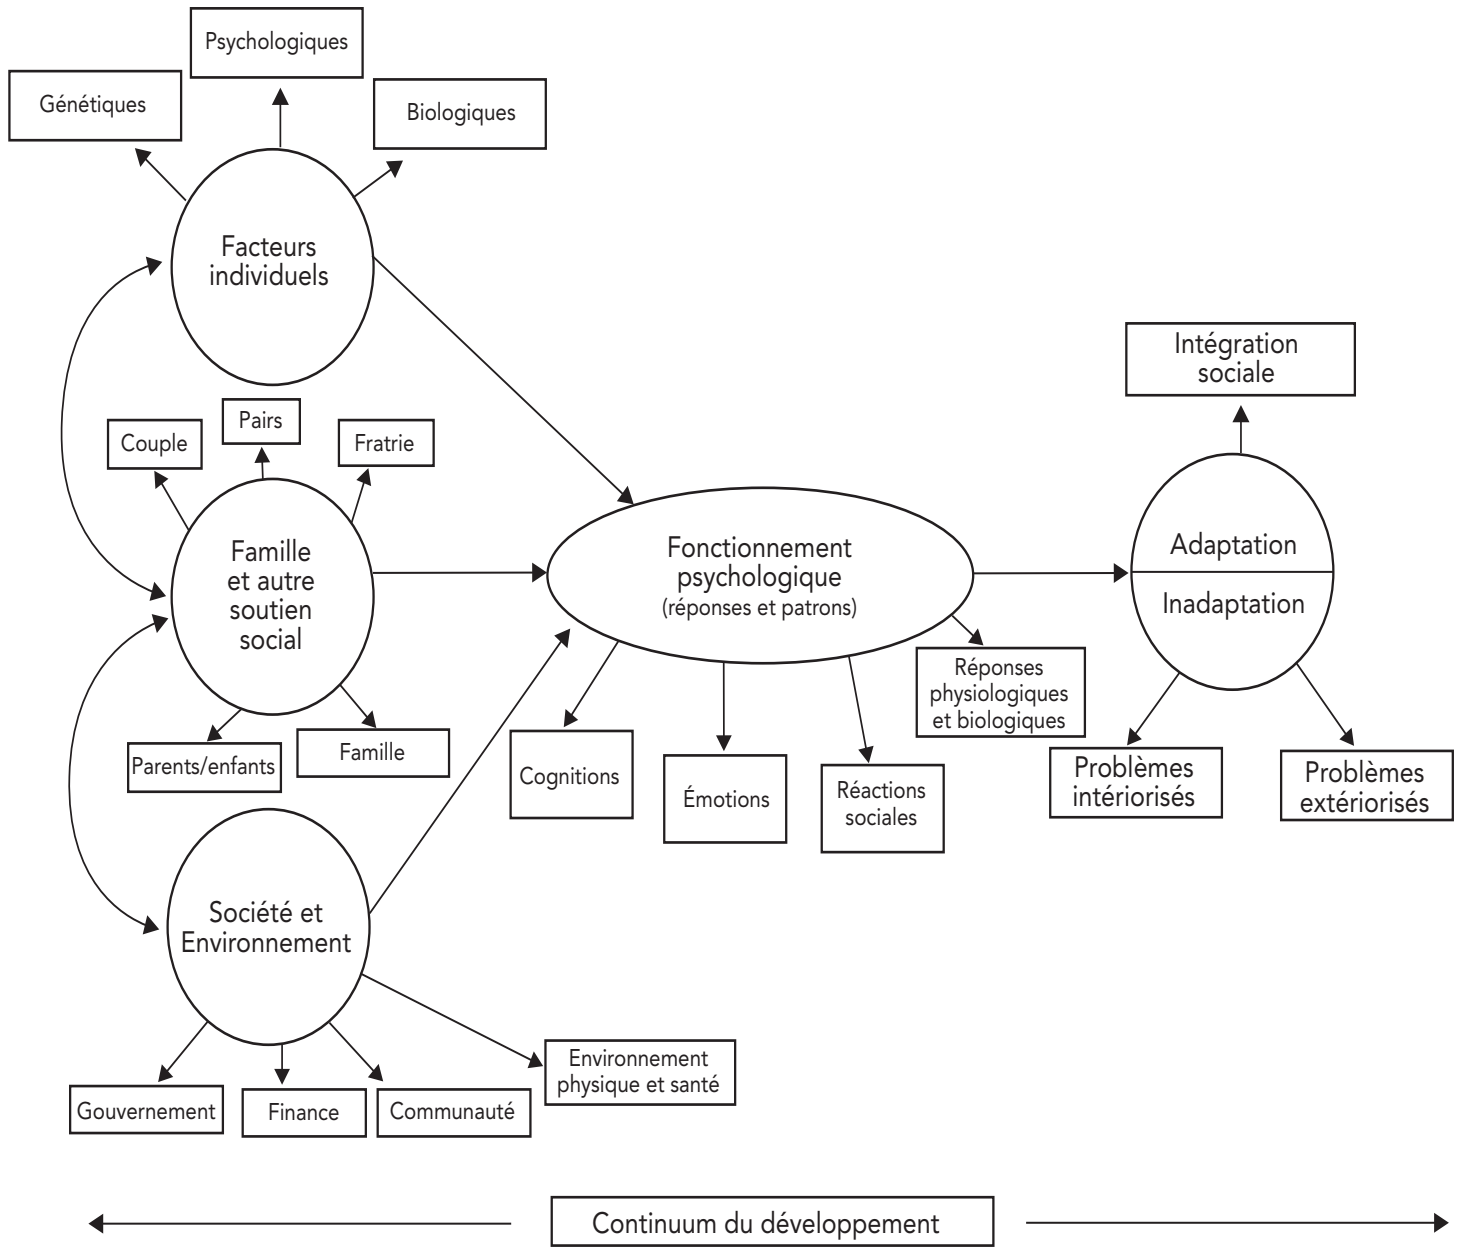 Psychologiques
Génétiques
Biologiques
Facteurs
individuels
Couple
Pairs
Fratrie
Famille
et autre
soutien
social
Parents/enfants
Famille
Société et
Environnement
Gouvernement
Finance
Communauté
Environnement
physique et santé
Fonctionnement
psychologique
(réponses et patrons)
Cognitions
Émotions
Réactions
sociales
Réponses
physiologiques
et biologiques
Intégration
sociale
Adaptation
Inadaptation
Problèmes
intériorisés
Problèmes
extériorisés
Continuum du développement